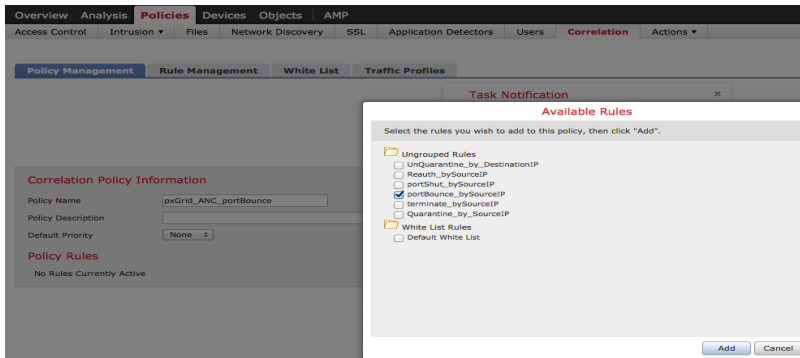 Overview Analysis Policies Devices Objects AMP
Access Control Intrusion ▾ Files Network Discovery SSL Application Detectors Users Correlation Actions ▾
Policy Management Rule Management White List Traffic Profiles
Task Notification ×
Available Rules
Select the rules you wish to add to this policy, then click "Add".
Ungrouped Rules
UnQuarantine_by_DestinationIP
Reauth_bySourceIP
portShut_bySourceIP
portBounce_bySourceIP
terminate_bySourceIP
Quarantine_by_SourceIP
White List Rules
Default White List
Add Cancel
Correlation Policy Information
Policy Name pxGrid_ANC_portBounce
Policy Description
Default Priority None
Policy Rules
No Rules Currently Active